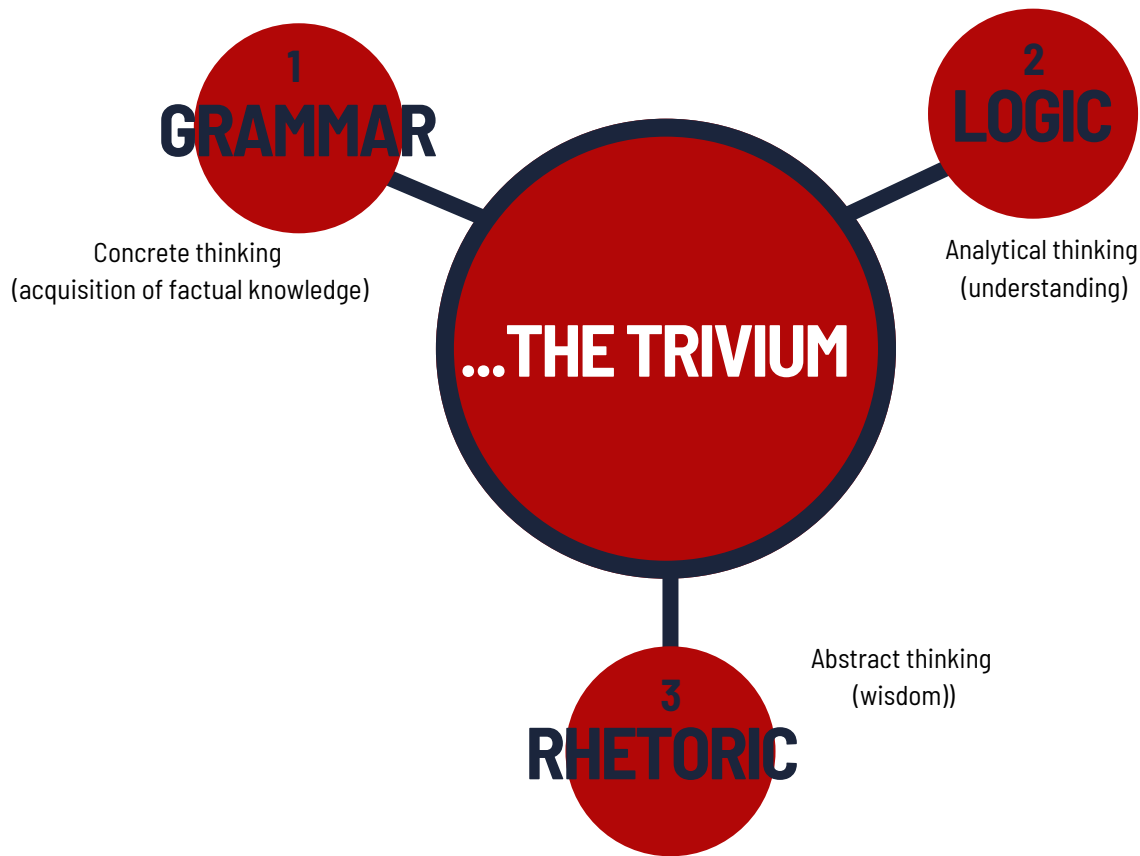 1
GRAMMAR
Concrete thinking
(acquisition of factual knowledge)
2
LOGIC
Analytical thinking
(understanding)
...THE TRIVIUM
3
RHETORIC
Abstract thinking
(wisdom))